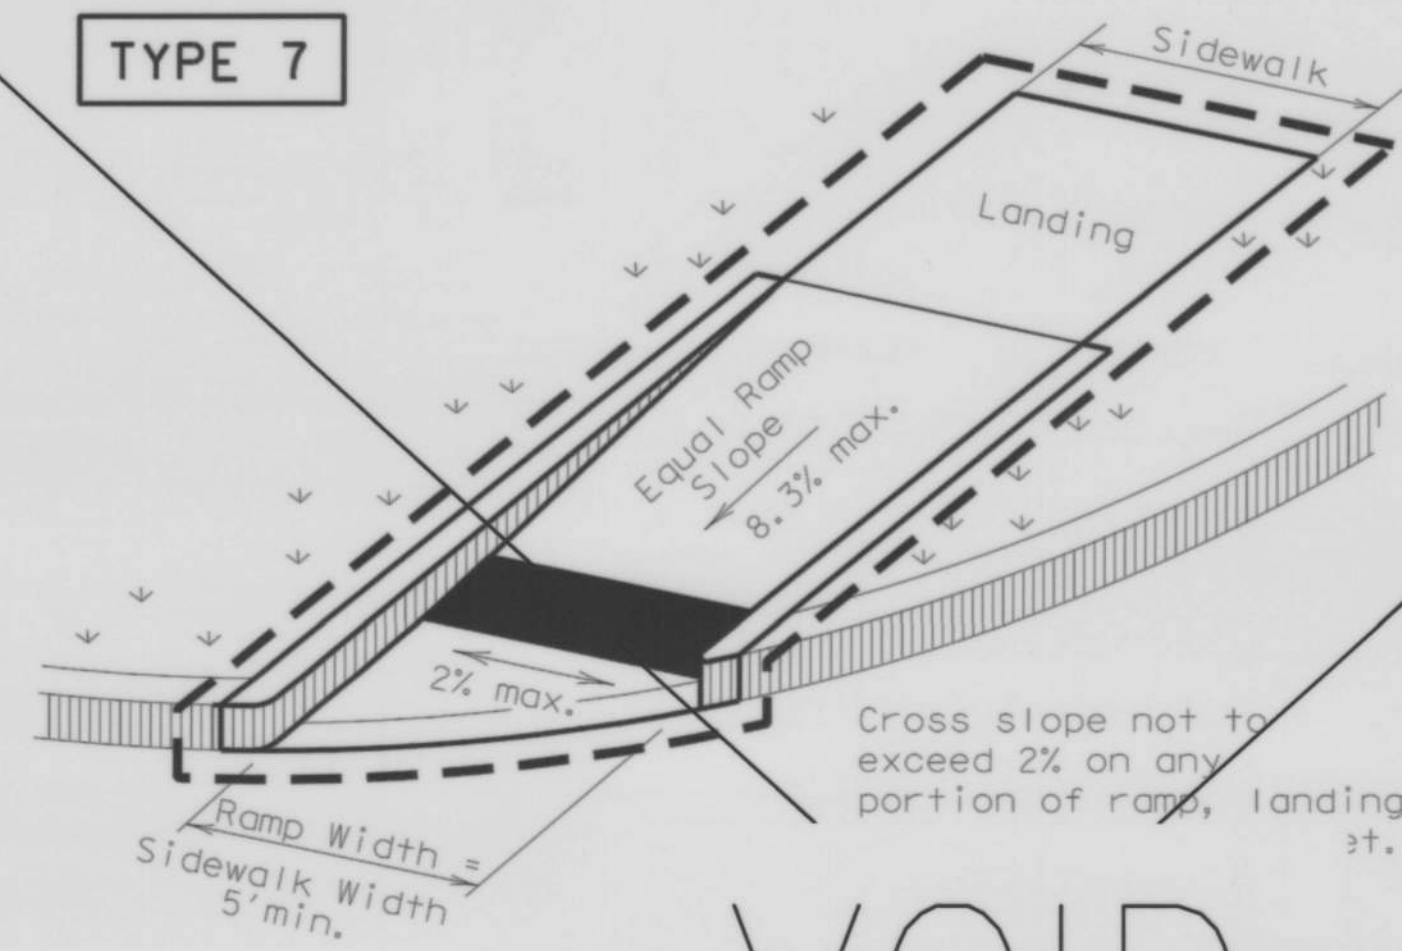 TYPE 7
Sidewalk
Landing
Equal Ramp
Slope
8.3% max.
2% max.
Cross slope not to
exceed 2% on any
portion of ramp, landing
Ramp Width =
Sidewalk Width
5'min.